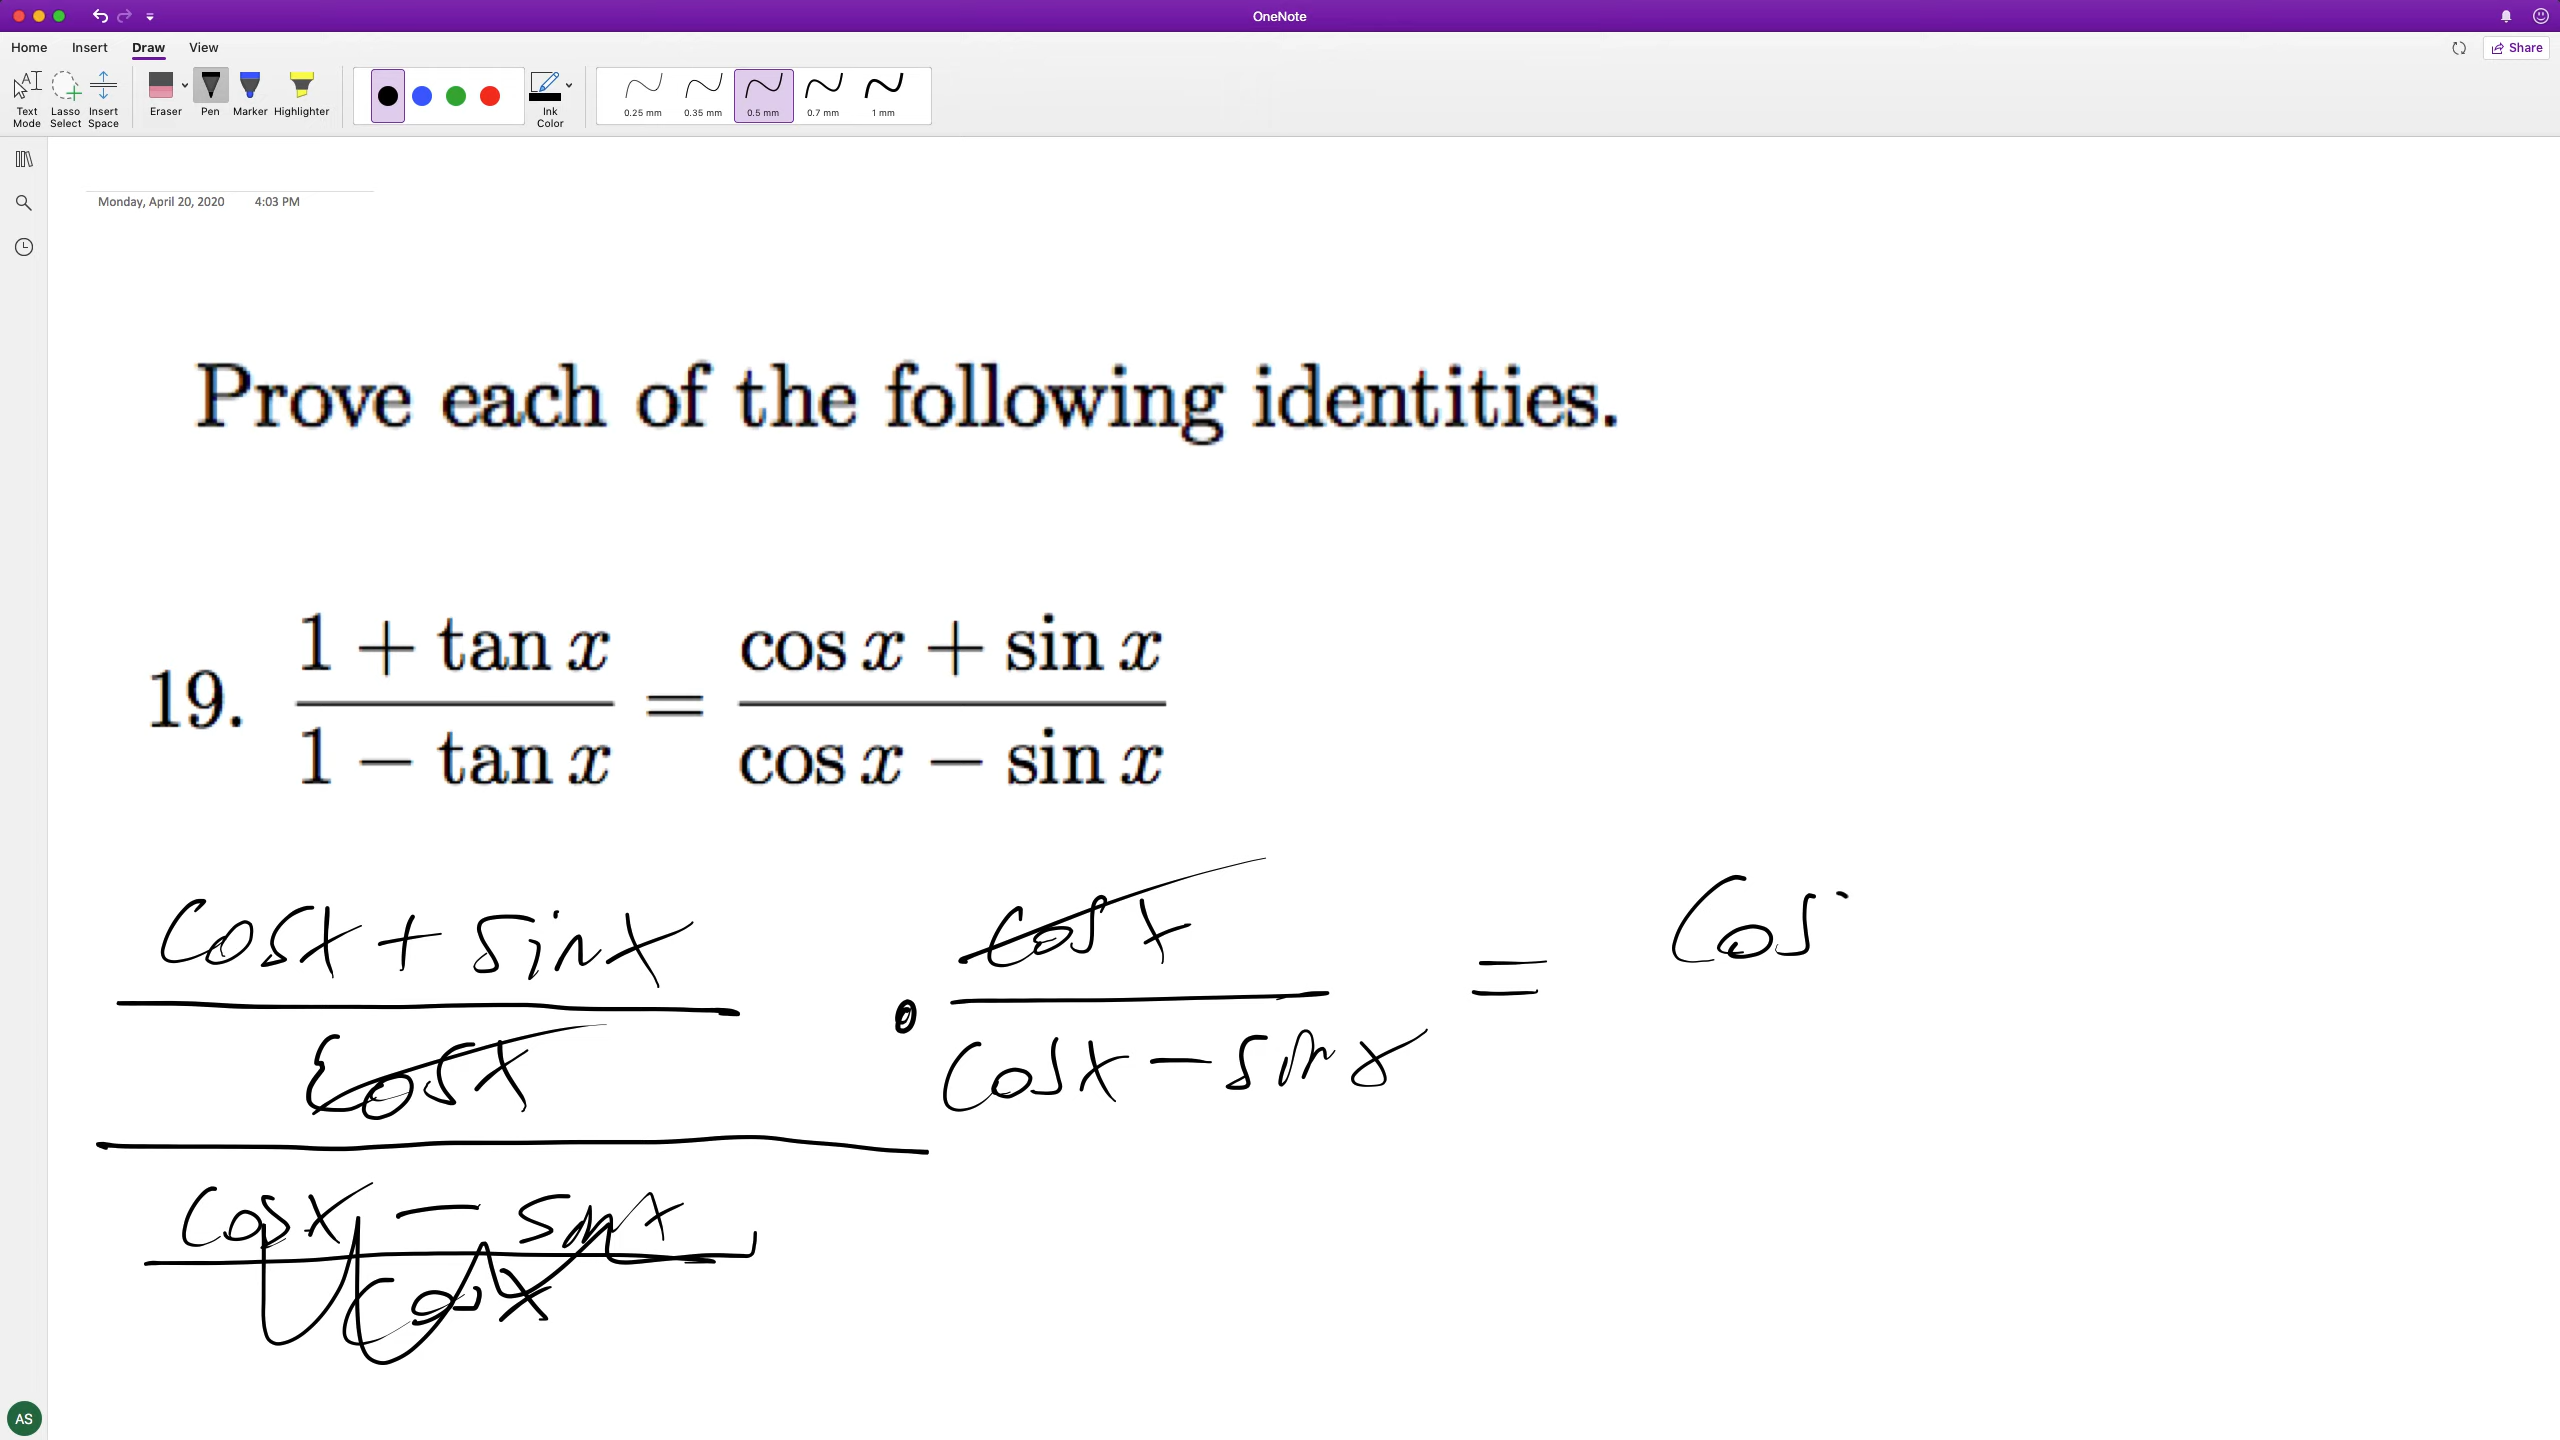 OneNote
Home Insert Draw View
Share
Text Mode Lasso Select Insert Space Eraser Pen Marker Highlighter Ink Color 0.25 mm 0.35 mm 0.5 mm 0.7 mm 1 mm
Monday, April 20, 2020 4:03 PM
Prove each of the following identities.
1 + tan x cos x + sin x
19. ─────── = ───────────
1 − tan x cos x − sin x
cosx + sinx cosx = cos
cosx cosx − sinx
cosx − sinx
cosx
AS